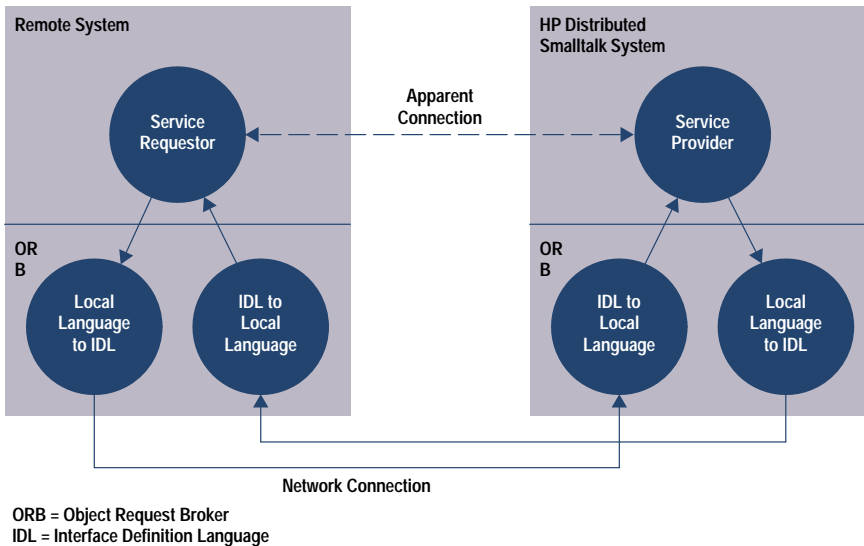 Remote System
HP Distributed
Smalltalk System
Service
Requestor
Apparent
Connection
Service
Provider
OR
B
Local
Language
to IDL
IDL to
Local
Language
OR
B
IDL to
Local
Language
Local
Language
to IDL
Network Connection
ORB = Object Request Broker
IDL = Interface Definition Language